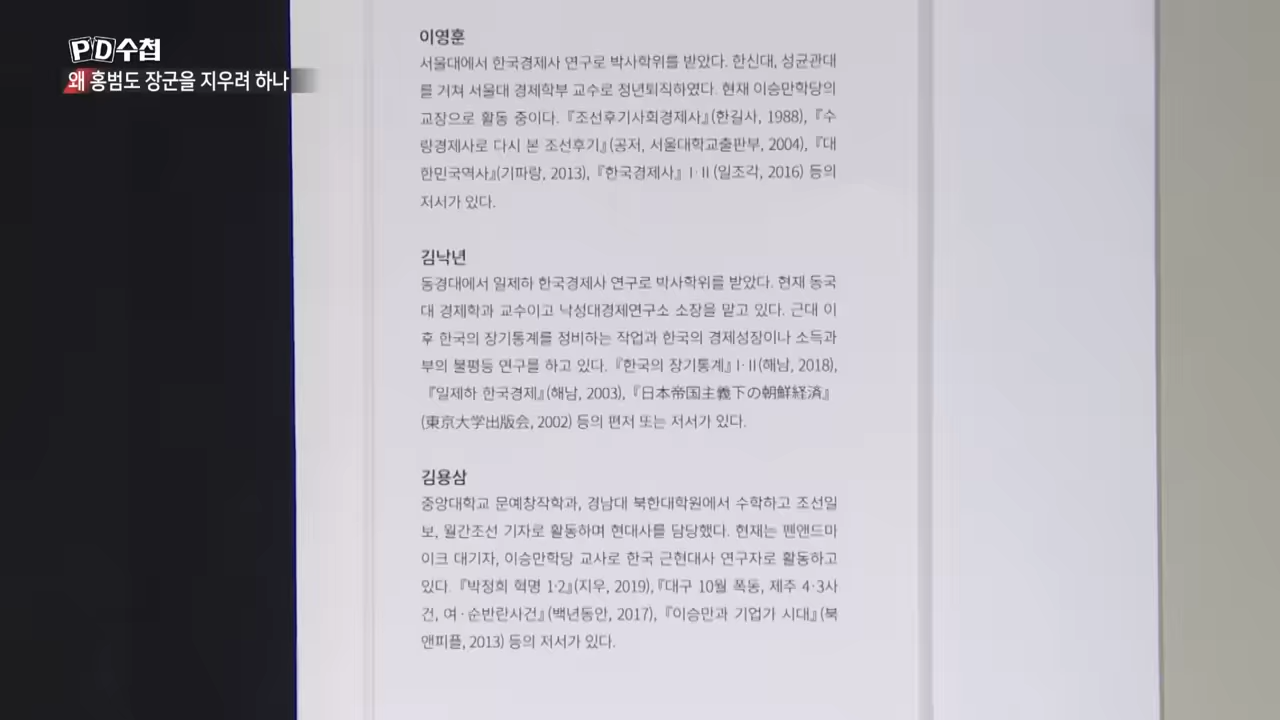 PD수첩
왜 홍범도 장군을 지우려 하나
이영훈
서울대에서 한국경제사 연구로 박사학위를 받았다. 한신대, 성균관대
를 거쳐 서울대 경제학부 교수로 정년퇴직하였다. 현재 이승만학당의
교장으로 활동 중이다. 『조선후기사회경제사』(한길사, 1988), 『수
량경제사로 다시 본 조선후기』(공저, 서울대학교출판부, 2004), 『대
한민국역사』(기파랑, 2013), 『한국경제사』 I·II (일조각, 2016) 등의
저서가 있다.
김낙년
동경대에서 일제하 한국경제사 연구로 박사학위를 받았다. 현재 동국
대 경제학과 교수이고 낙성대경제연구소 소장을 맡고 있다. 근대 이
후 한국의 장기통계를 정비하는 작업과 한국의 경제성장이나 소득과
부의 불평등 연구를 하고 있다. 『한국의 장기통계』 I·II (해남, 2018),
『일제하 한국경제』(해남, 2003), 『日本帝国主義下の朝鮮経済』
(東京大学出版会, 2002) 등의 편저 또는 저서가 있다.
김용삼
중앙대학교 문예창작학과, 경남대 북한대학원에서 수학하고 조선일
보, 월간조선 기자로 활동하며 현대사를 담당했다. 현재는 펜앤드마
이크 대기자, 이승만학당 교사로 한국 근현대사 연구자로 활동하고
있다. 『박정희 혁명 1·2』(지우, 2019), 『대구 10월 폭동, 제주 4·3사
건, 여·순반란사건』(백년동안, 2017), 『이승만과 기업가 시대』(북
앤피플, 2013) 등의 저서가 있다.